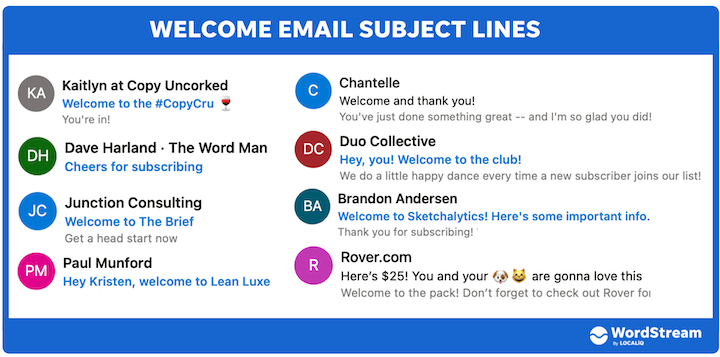 WELCOME EMAIL SUBJECT LINES
KA
Kaitlyn at Copy Uncorked
Welcome to the #CopyCru 🍷
You're in!
DH
Dave Harland · The Word Man
Cheers for subscribing
JC
Junction Consulting
Welcome to The Brief
Get a head start now
PM
Paul Munford
Hey Kristen, welcome to Lean Luxe
C
Chantelle
Welcome and thank you!
You've just done something great -- and I'm so glad you did!
DC
Duo Collective
Hey, you! Welcome to the club!
We do a little happy dance every time a new subscriber joins our list!
BA
Brandon Andersen
Welcome to Sketchalytics! Here's some important info.
Thank you for subscribing!
R
Rover.com
Here's $25! You and your 🐶 😸 are gonna love this
Welcome to the pack! Don't forget to check out Rover for
WordStream
By LOCALiQ